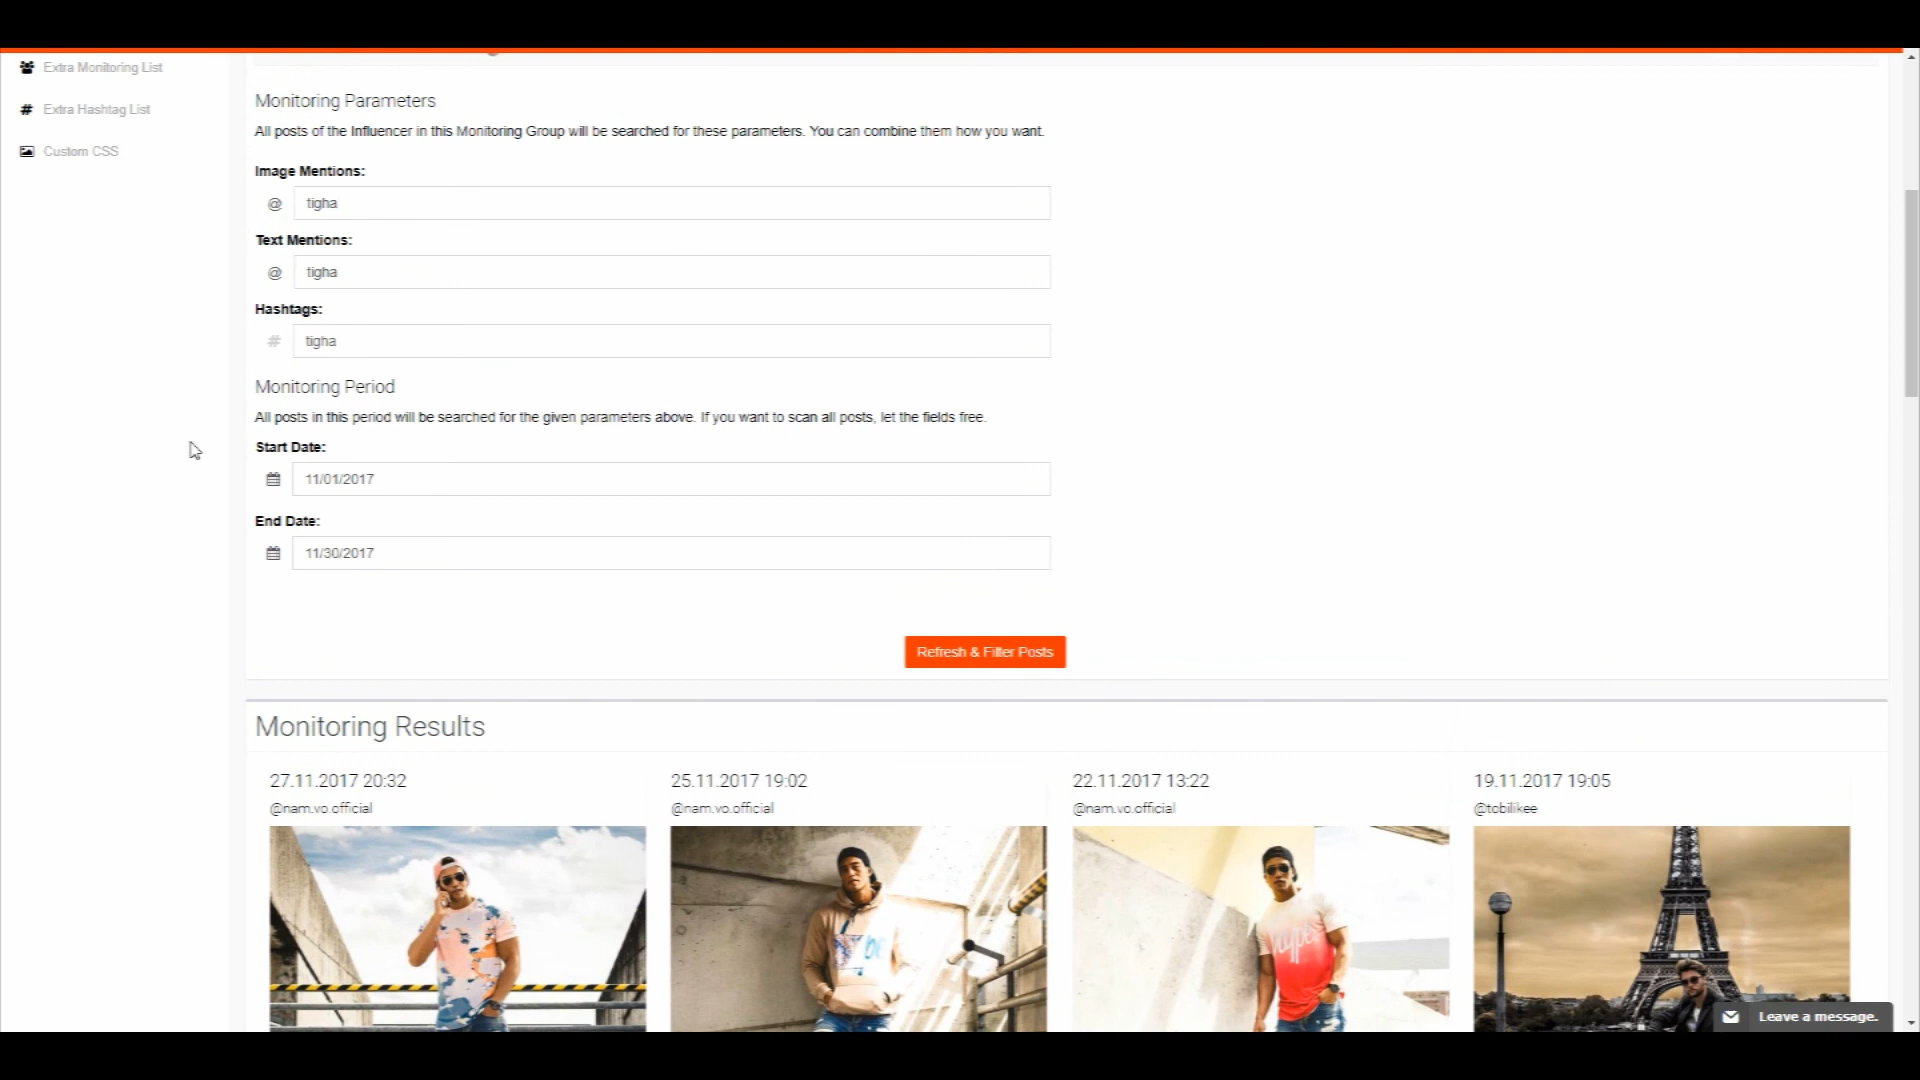 Extra Monitoring List
# Extra Hashtag List
Custom CSS
Monitoring Parameters
All posts of the Influencer in this Monitoring Group will be searched for these parameters. You can combine them how you want.
Image Mentions:
@ tigha
Text Mentions:
@ tigha
Hashtags:
# tigha
Monitoring Period
All posts in this period will be searched for the given parameters above. If you want to scan all posts, let the fields free.
Start Date:
11/01/2017
End Date:
11/30/2017
Refresh & Filter Posts
Monitoring Results
27.11.2017 20:32 25.11.2017 19:02 22.11.2017 13:22 19.11.2017 19:05
@nam.vo.official @nam.vo.official @nam.vo.official @tobilikee
hype
Leave a message.